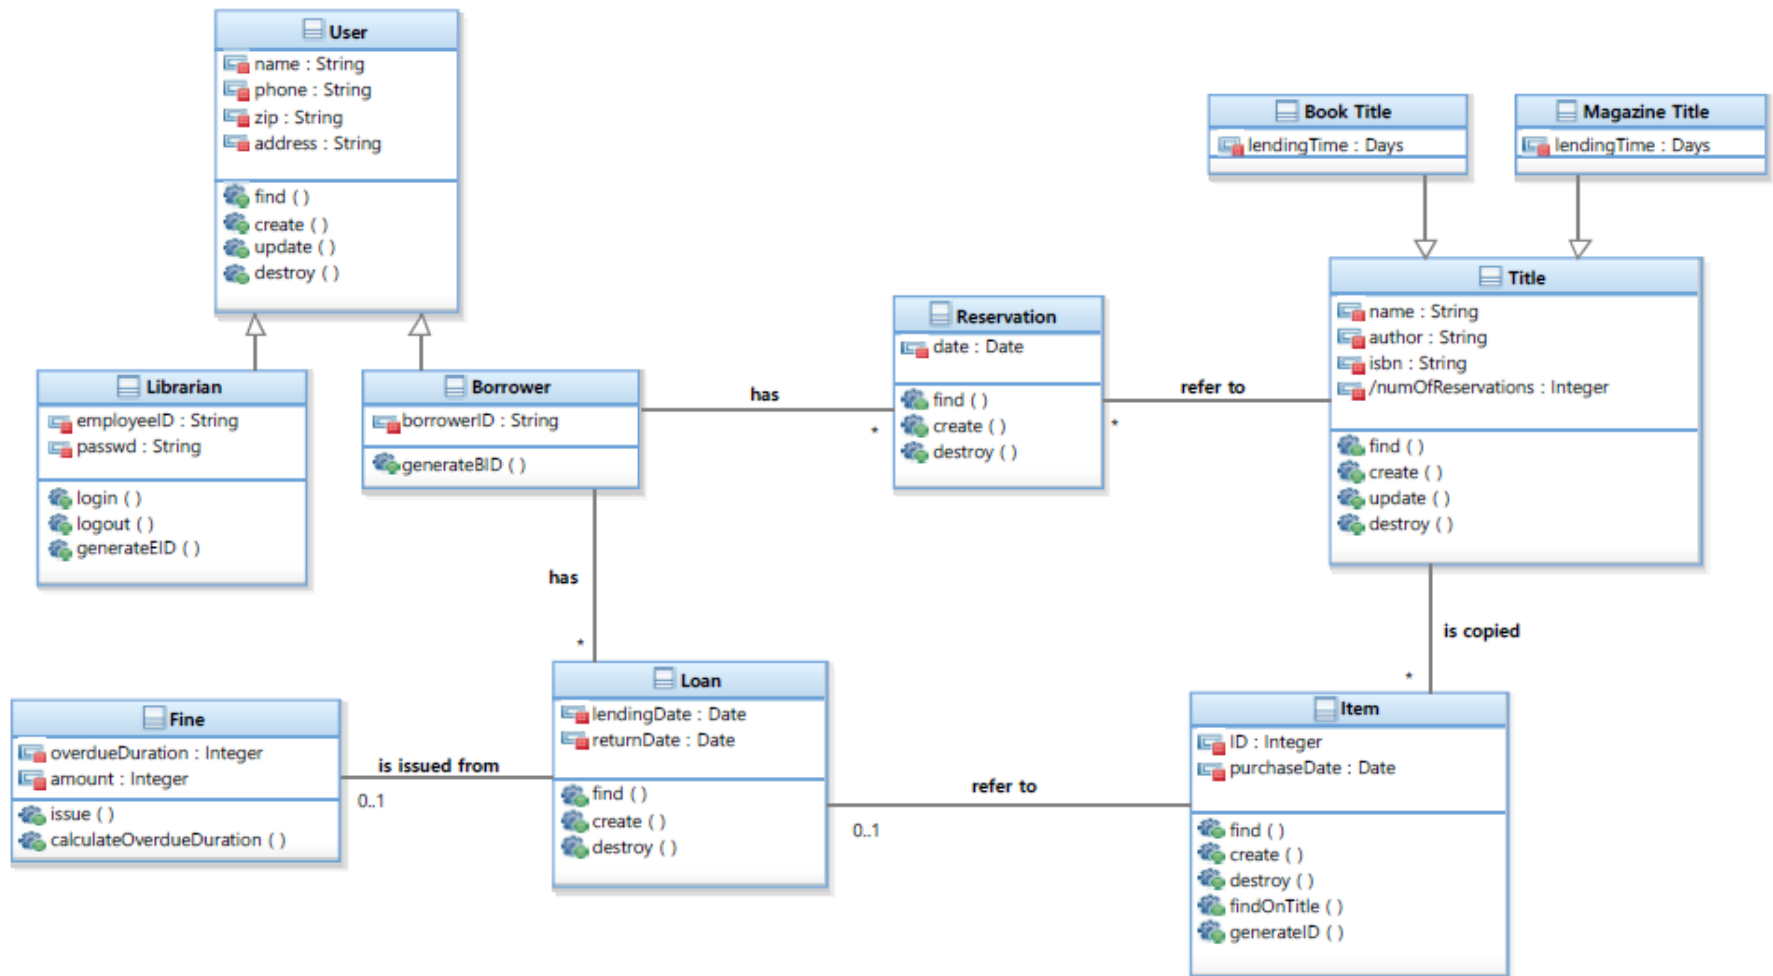 User
name : String
phone : String
zip : String
address : String
find ( )
create ( )
update ( )
destroy ( )
Book Title
lendingTime : Days
Magazine Title
lendingTime : Days
Title
name : String
author : String
isbn : String
/numOfReservations : Integer
find ( )
create ( )
update ( )
destroy ( )
Reservation
date : Date
find ( )
create ( )
destroy ( )
Librarian
employeeID : String
passwd : String
login ( )
logout ( )
generateEID ( )
Borrower
borrowerID : String
generateBID ( )
has
*
refer to
*
has
*
is copied
*
Loan
lendingDate : Date
returnDate : Date
find ( )
create ( )
destroy ( )
Fine
overdueDuration : Integer
amount : Integer
issue ( )
calculateOverdueDuration ( )
is issued from
0..1
refer to
0..1
Item
ID : Integer
purchaseDate : Date
find ( )
create ( )
destroy ( )
findOnTitle ( )
generateID ( )